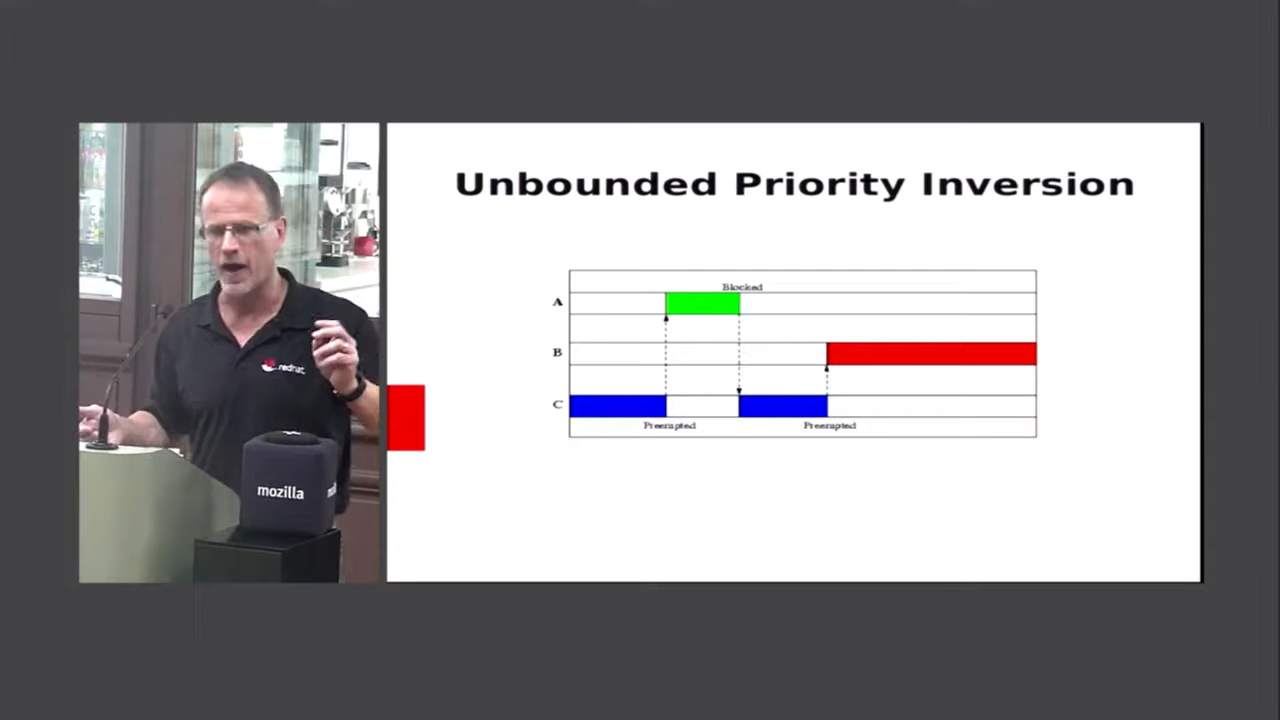 Unbounded Priority Inversion
Blocked
A
B
C
Preempted
Preempted
redhat
mozilla